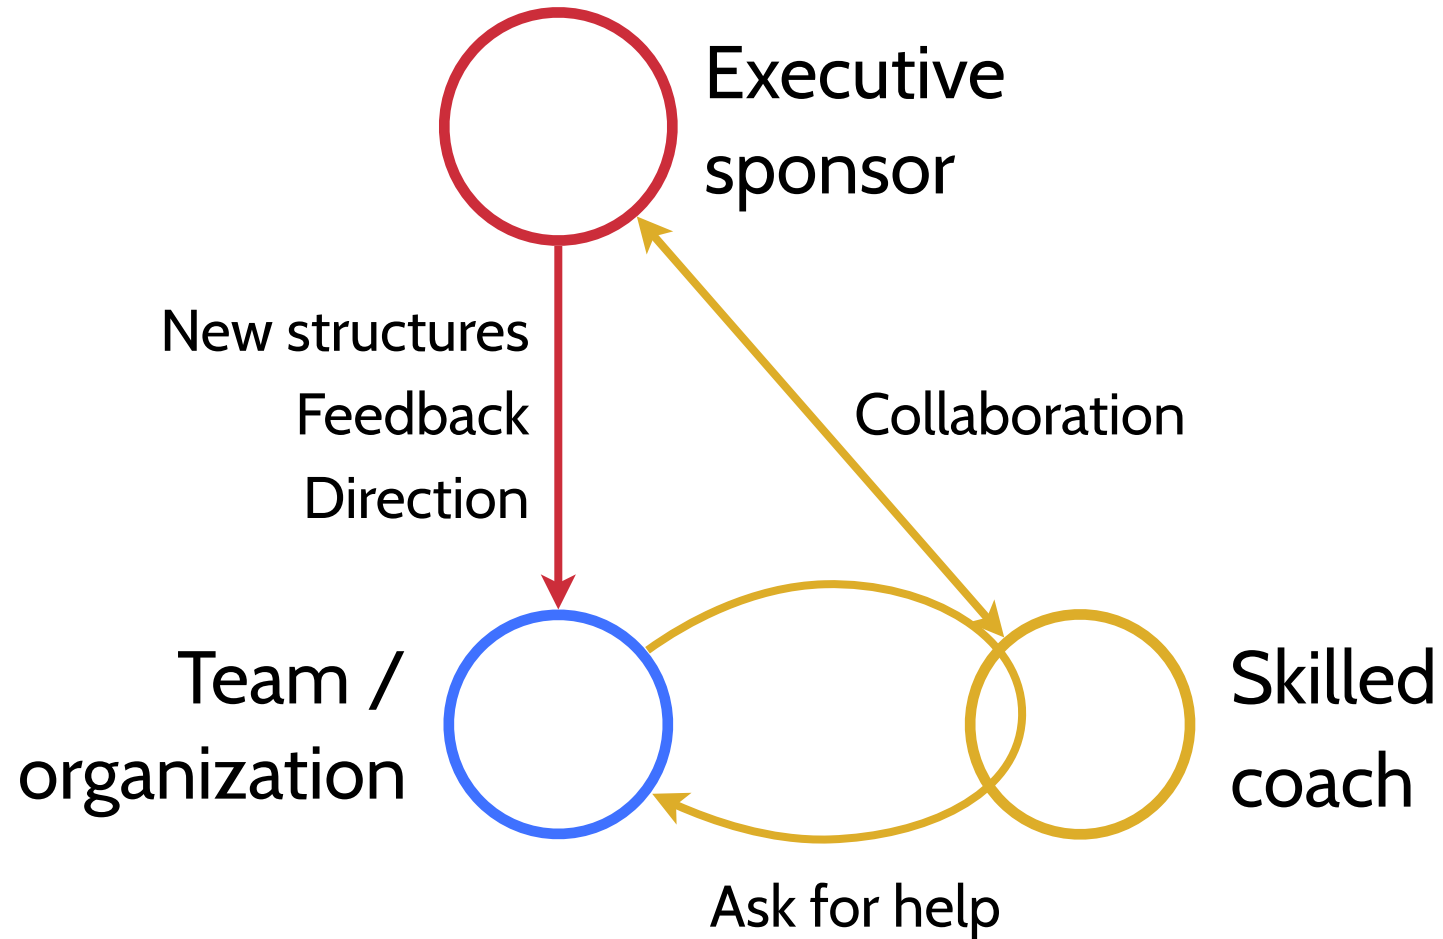 Executive
sponsor
New structures
Feedback
Direction
Collaboration
Team /
organization
Skilled
coach
Ask for help